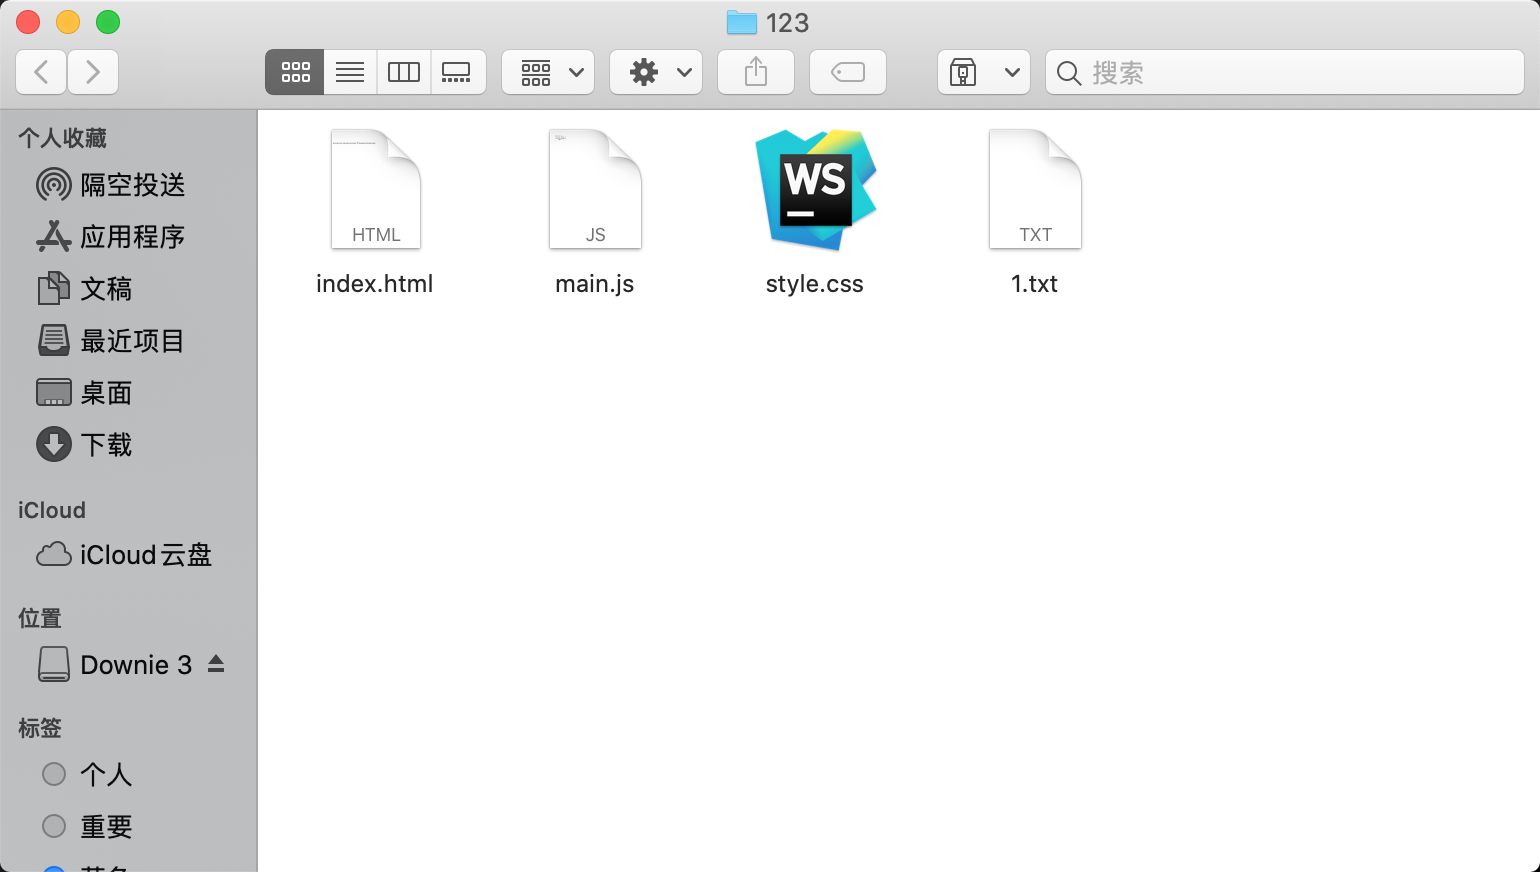 123
搜索
个人收藏
隔空投送
应用程序
文稿
最近项目
桌面
下载
iCloud
iCloud云盘
位置
Downie 3
标签
个人
重要
HTML
index.html
JS
main.js
WS
style.css
TXT
1.txt